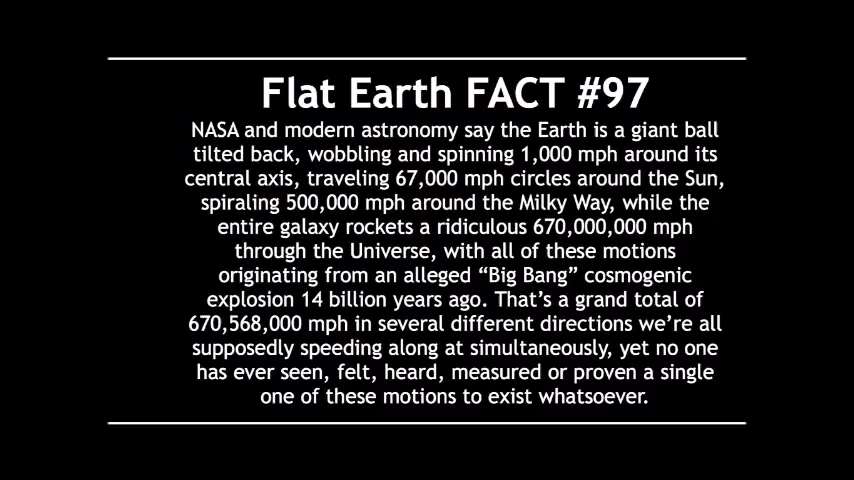 Flat Earth FACT #97
NASA and modern astronomy say the Earth is a giant ball
tilted back, wobbling and spinning 1,000 mph around its
central axis, traveling 67,000 mph circles around the Sun,
spiraling 500,000 mph around the Milky Way, while the
entire galaxy rockets a ridiculous 670,000,000 mph
through the Universe, with all of these motions
originating from an alleged “Big Bang” cosmogenic
explosion 14 billion years ago. That’s a grand total of
670,568,000 mph in several different directions we’re all
supposedly speeding along at simultaneously, yet no one
has ever seen, felt, heard, measured or proven a single
one of these motions to exist whatsoever.